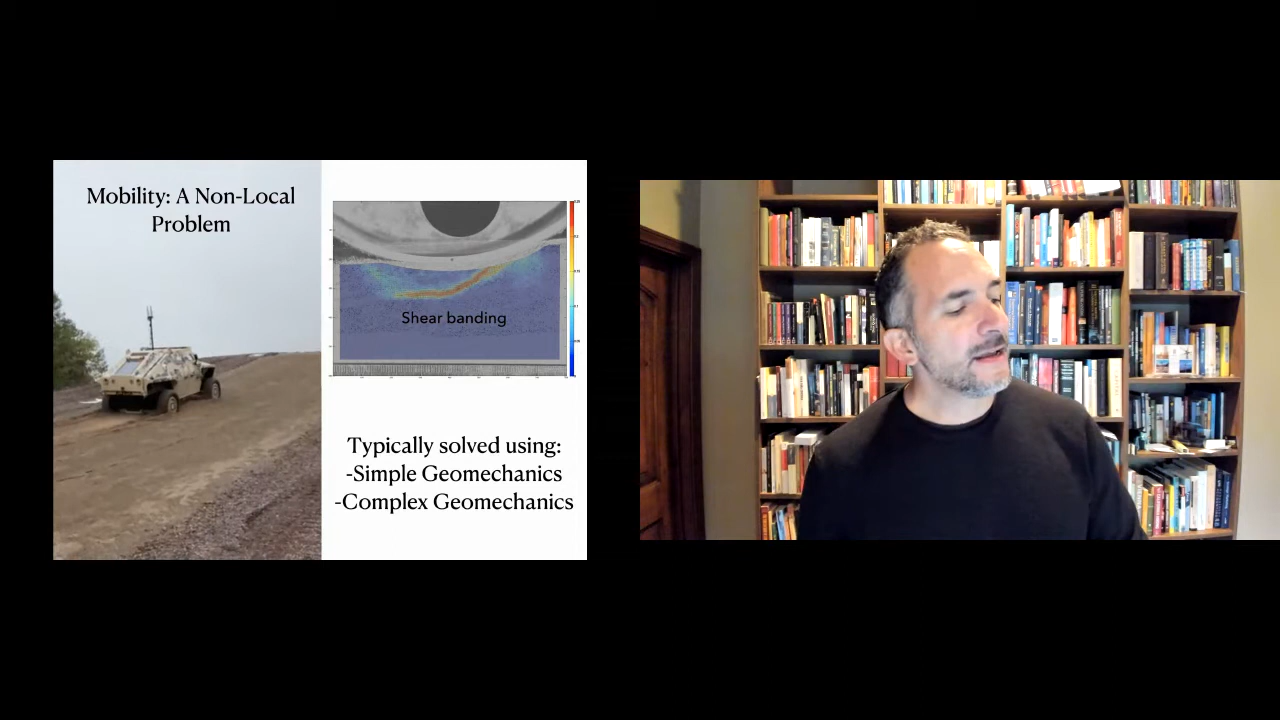 Mobility: A Non-Local
Problem
Shear banding
Typically solved using:
-Simple Geomechanics
-Complex Geomechanics